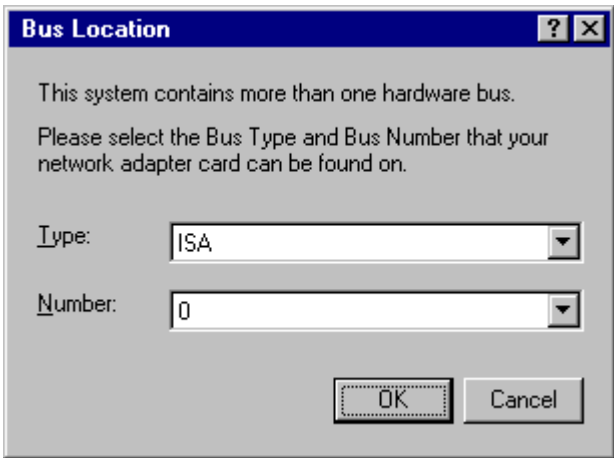 Bus Location
This system contains more than one hardware bus.
Please select the Bus Type and Bus Number that your
network adapter card can be found on.
Type:
ISA
Number:
0
OK
Cancel